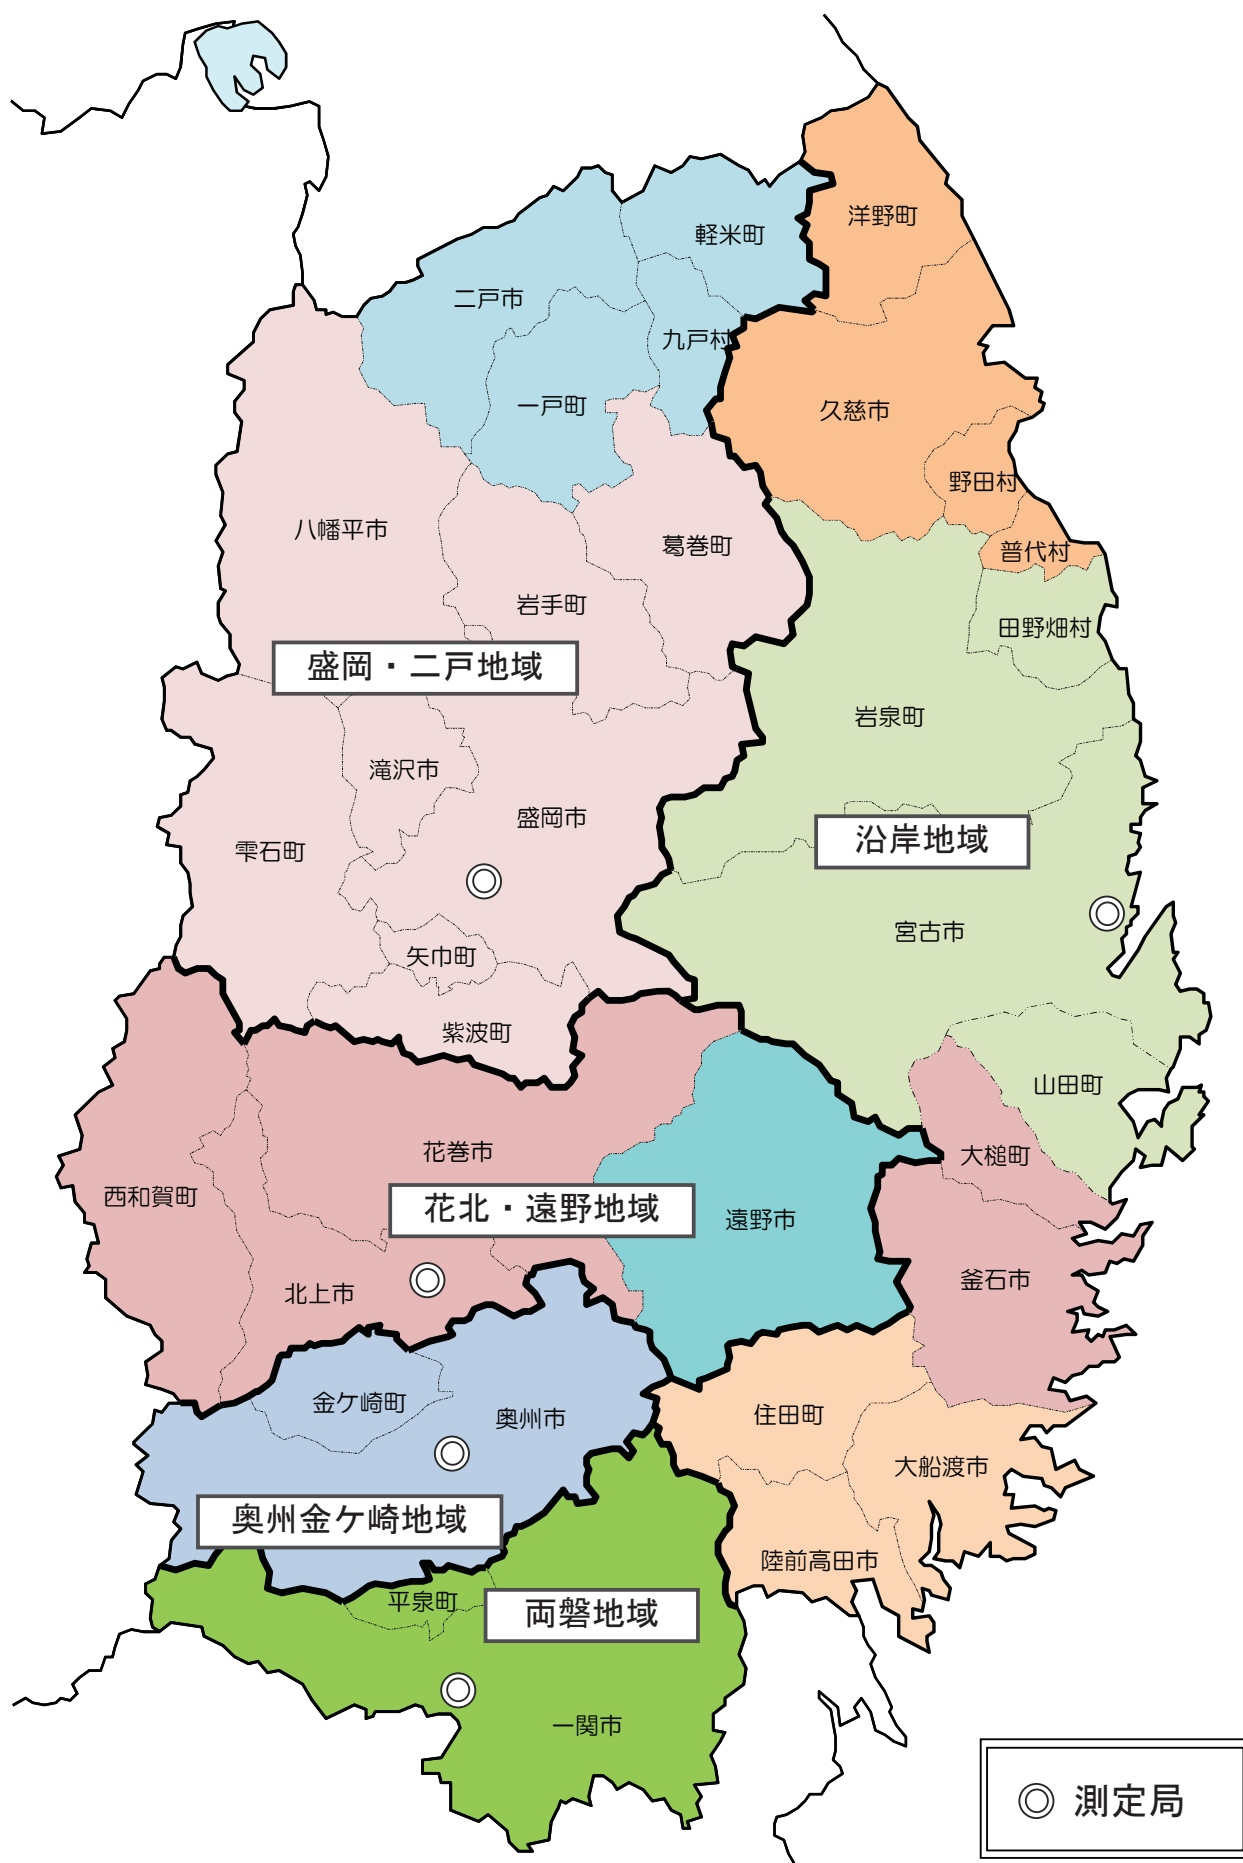 洋野町
軽米町
二戸市
九戸村
一戸町
久慈市
野田村
八幡平市
葛巻町
普代村
岩手町
田野畑村
盛岡・二戸地域
岩泉町
滝沢市
盛岡市
沿岸地域
雫石町
宮古市
矢巾町
紫波町
山田町
花巻市
大槌町
西和賀町
花北・遠野地域
遠野市
北上市
釜石市
金ケ崎町
奥州市
住田町
大船渡市
奥州金ケ崎地域
陸前高田市
平泉町
両磐地域
一関市
測定局